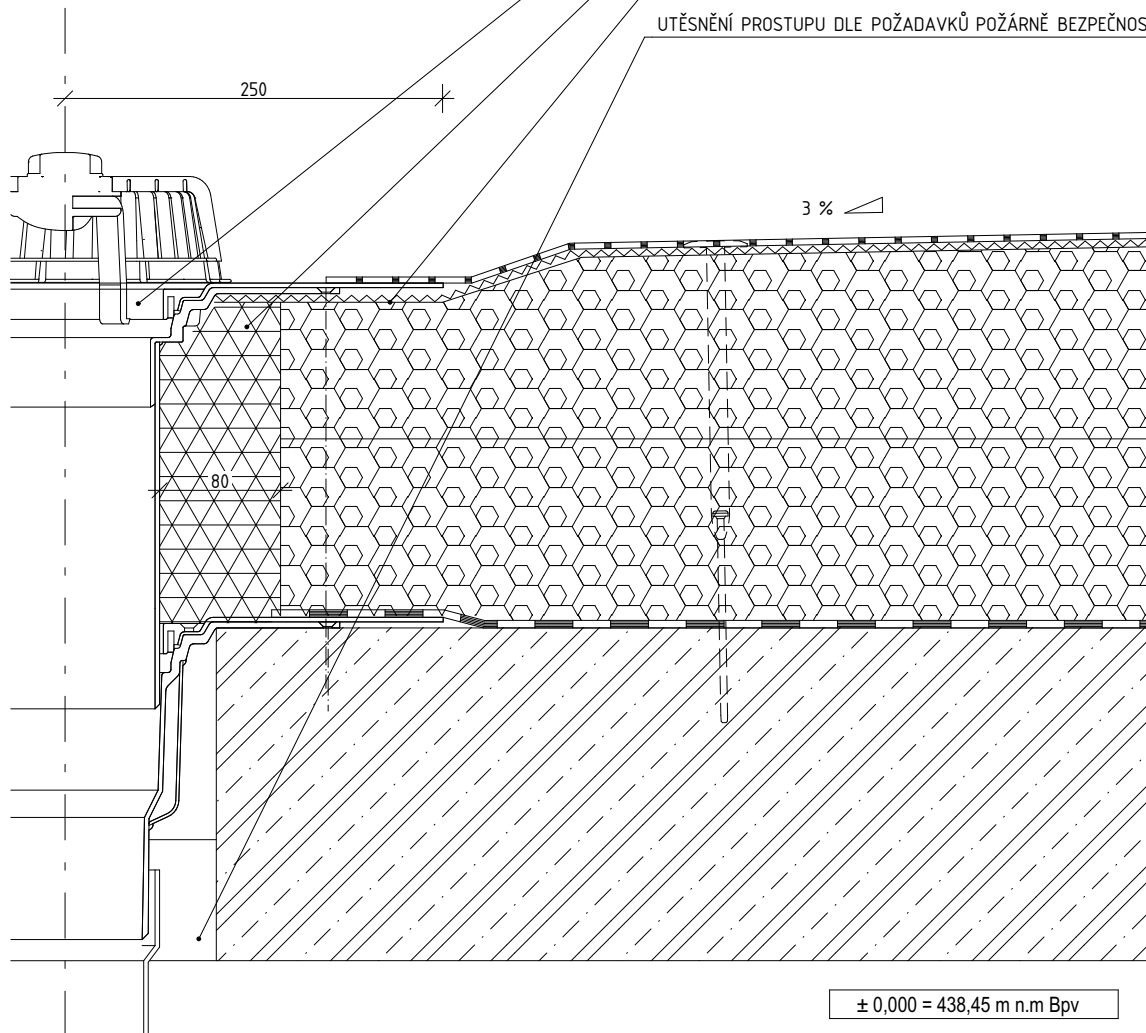 UTĚSNĚNÍ PROSTUPU DLE POŽADAVKŮ POŽÁRNĚ BEZPEČNOS
250
3 %
80
± 0,000 = 438,45 m n.m Bpv